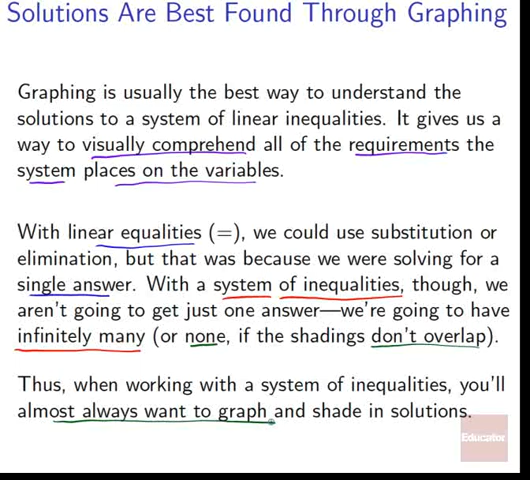 Solutions Are Best Found Through Graphing
Graphing is usually the best way to understand the
solutions to a system of linear inequalities. It gives us a
way to visually comprehend all of the requirements the
system places on the variables.
With linear equalities (=), we could use substitution or
elimination, but that was because we were solving for a
single answer. With a system of inequalities, though, we
aren't going to get just one answer—we're going to have
infinitely many (or none, if the shadings don't overlap).
Thus, when working with a system of inequalities, you'll
almost always want to graph and shade in solutions.
Educator